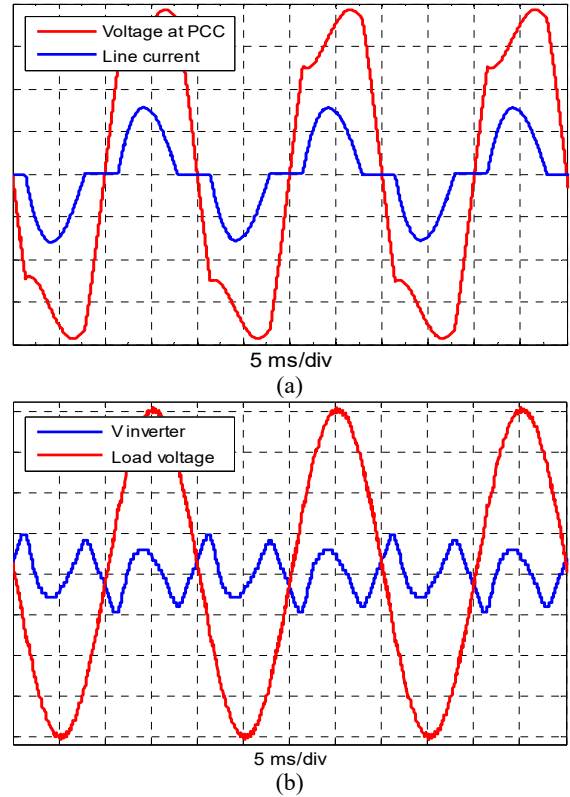 Voltage at PCC
Line current
5 ms/div
(a)
V inverter
Load voltage
5 ms/div
(b)